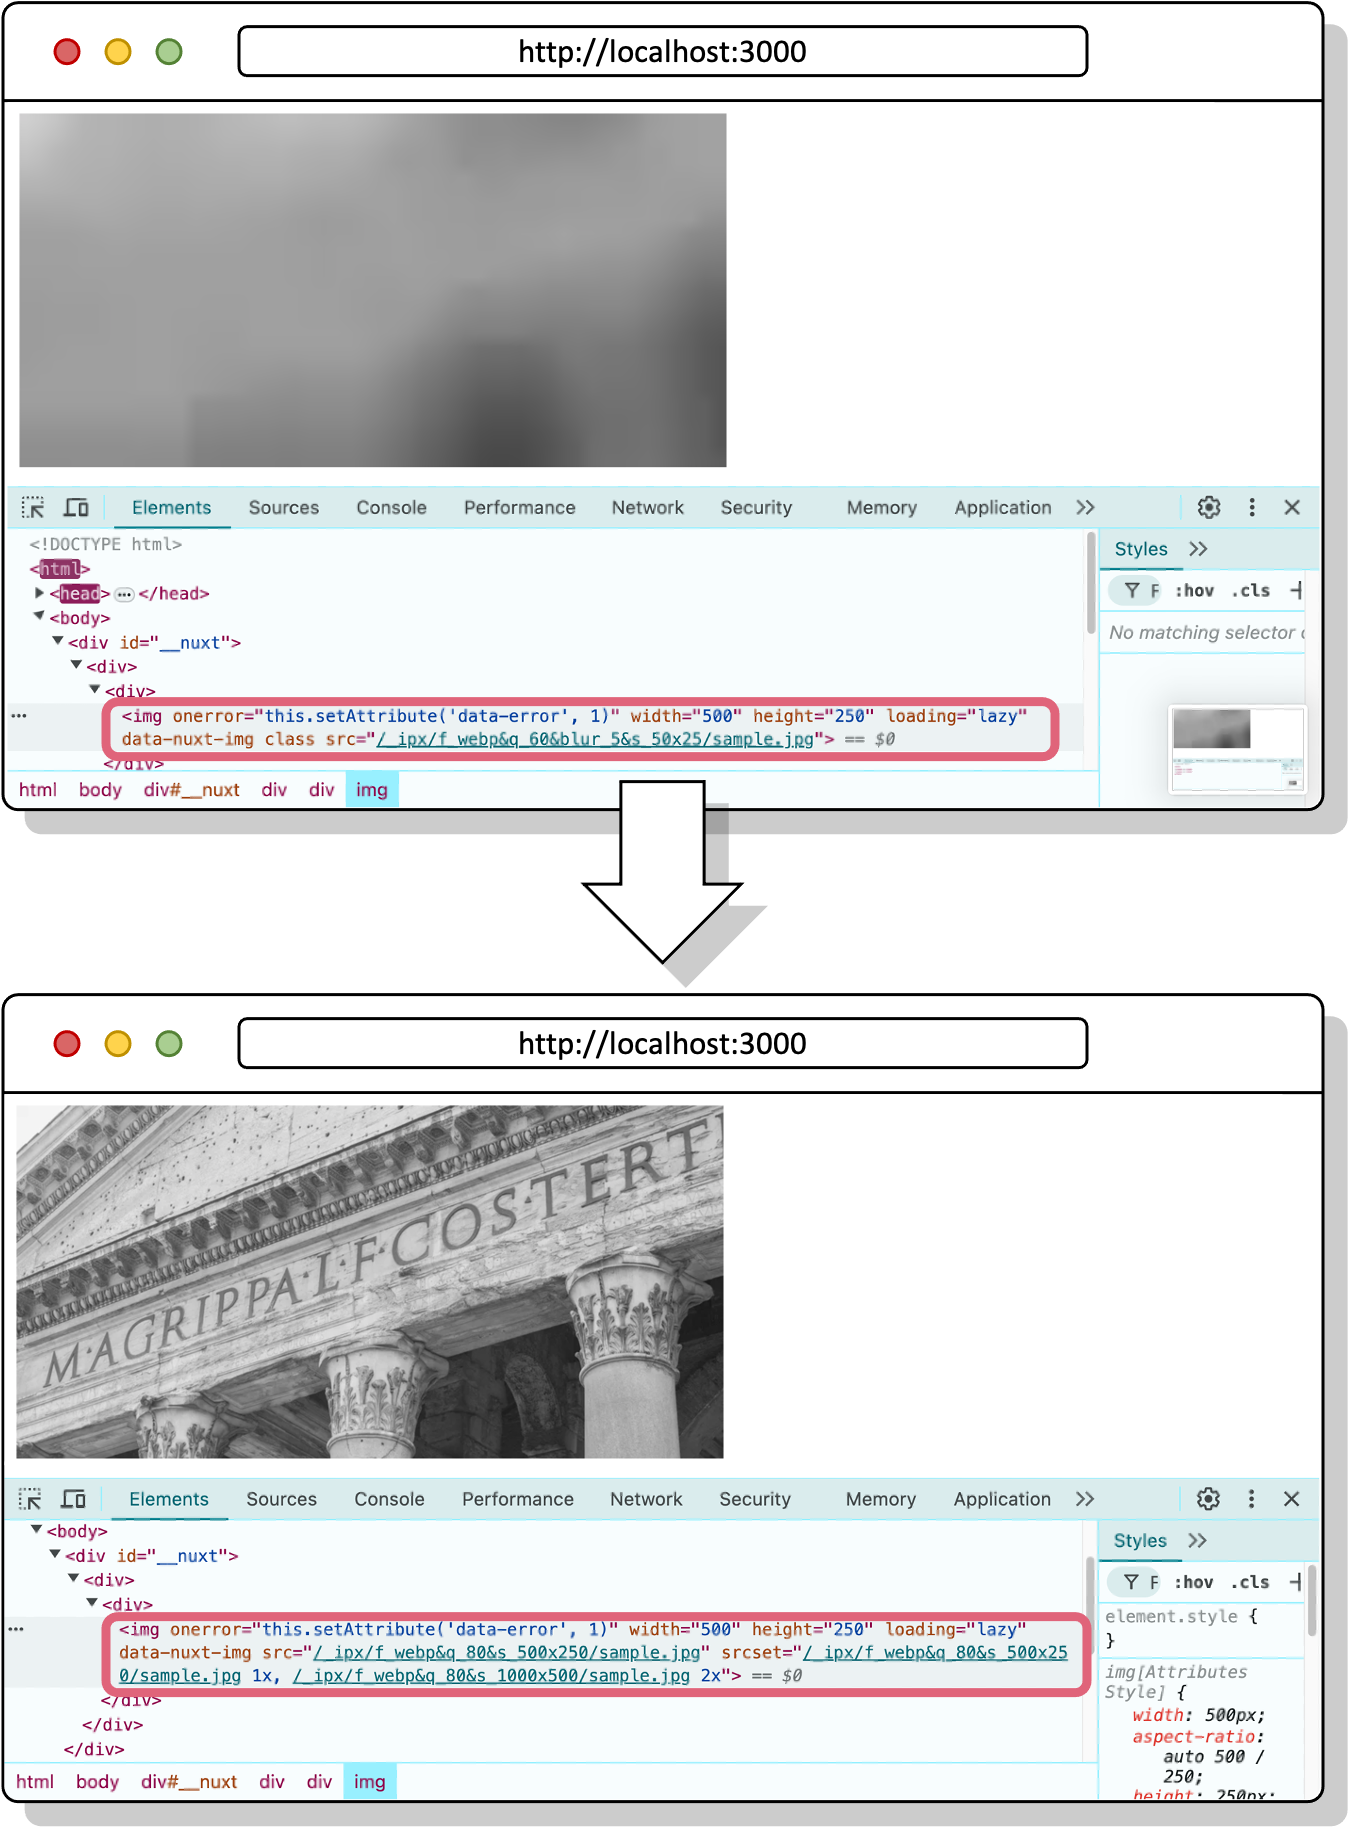 http://localhost:3000
Elements Sources Console Performance Network Security Memory Application
<!DOCTYPE html>
<html>
<head> … </head>
<body>
<div id="__nuxt">
<div>
<div>
<img onerror="this.setAttribute('data-error', 1)" width="500" height="250" loading="lazy"
data-nuxt-img class src="/_ipx/f_webp&q_60&blur_5&s_50x25/sample.jpg"> == $0
</div>
html body div#__nuxt div div img
Styles
F :hov .cls
No matching selector
http://localhost:3000
M·AGRIPPA·L·F·COS·TERT
Elements Sources Console Performance Network Security Memory Application
<body>
<div id="__nuxt">
<div>
<div>
<img onerror="this.setAttribute('data-error', 1)" width="500" height="250" loading="lazy"
data-nuxt-img src="/_ipx/f_webp&q_80&s_500x250/sample.jpg" srcset="/_ipx/f_webp&q_80&s_500x25
0/sample.jpg 1x, /_ipx/f_webp&q_80&s_1000x500/sample.jpg 2x"> == $0
</div>
</div>
</div>
html body div#__nuxt div div img
Styles
F :hov .cls
element.style {
}
img[Attributes
Style] {
width: 500px;
aspect-ratio:
auto 500 /
250;
height: 250px;